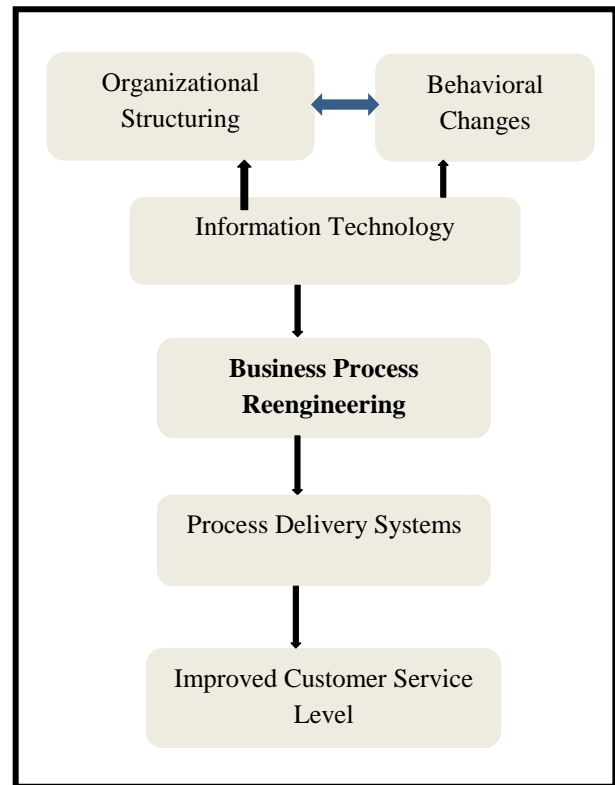 Organizational
Structuring
Behavioral
Changes
Information Technology
Business Process
Reengineering
Process Delivery Systems
Improved Customer Service
Level